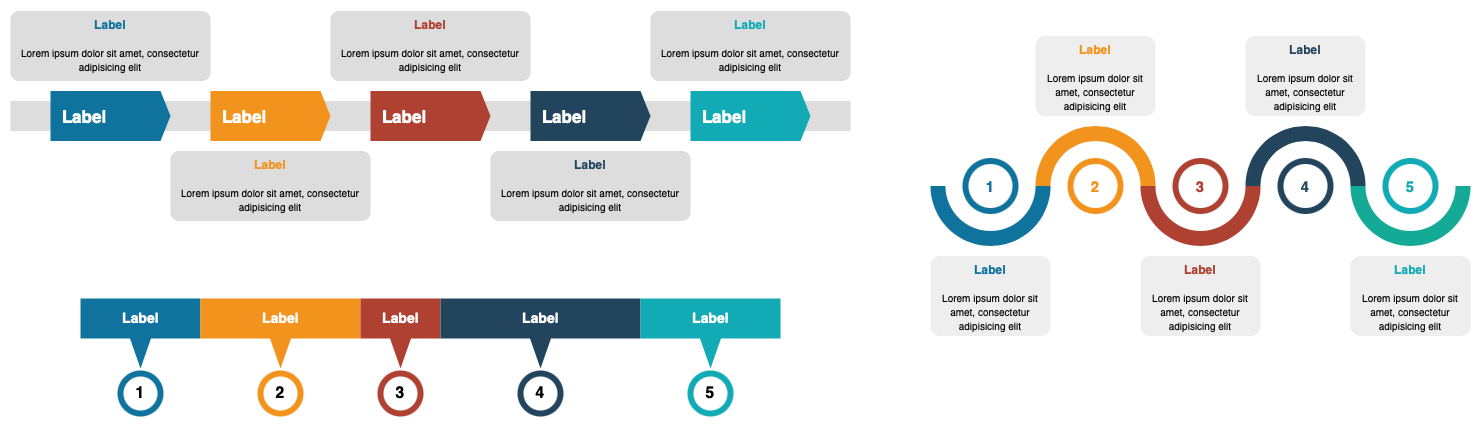 Label
Lorem ipsum dolor sit amet, consectetur
adipisicing elit
Label
Lorem ipsum dolor sit amet, consectetur
adipisicing elit
Label
Lorem ipsum dolor sit amet, consectetur
adipisicing elit
Label
Label
Label
Label
Label
Label
Lorem ipsum dolor sit amet, consectetur
adipisicing elit
Label
Lorem ipsum dolor sit amet, consectetur
adipisicing elit
Label
Label
Label
Label
Label
1
2
3
4
5
Label
Lorem ipsum dolor sit
amet, consectetur
adipisicing elit
Label
Lorem ipsum dolor sit
amet, consectetur
adipisicing elit
1
2
3
4
5
Label
Lorem ipsum dolor sit
amet, consectetur
adipisicing elit
Label
Lorem ipsum dolor sit
amet, consectetur
adipisicing elit
Label
Lorem ipsum dolor sit
amet, consectetur
adipisicing elit